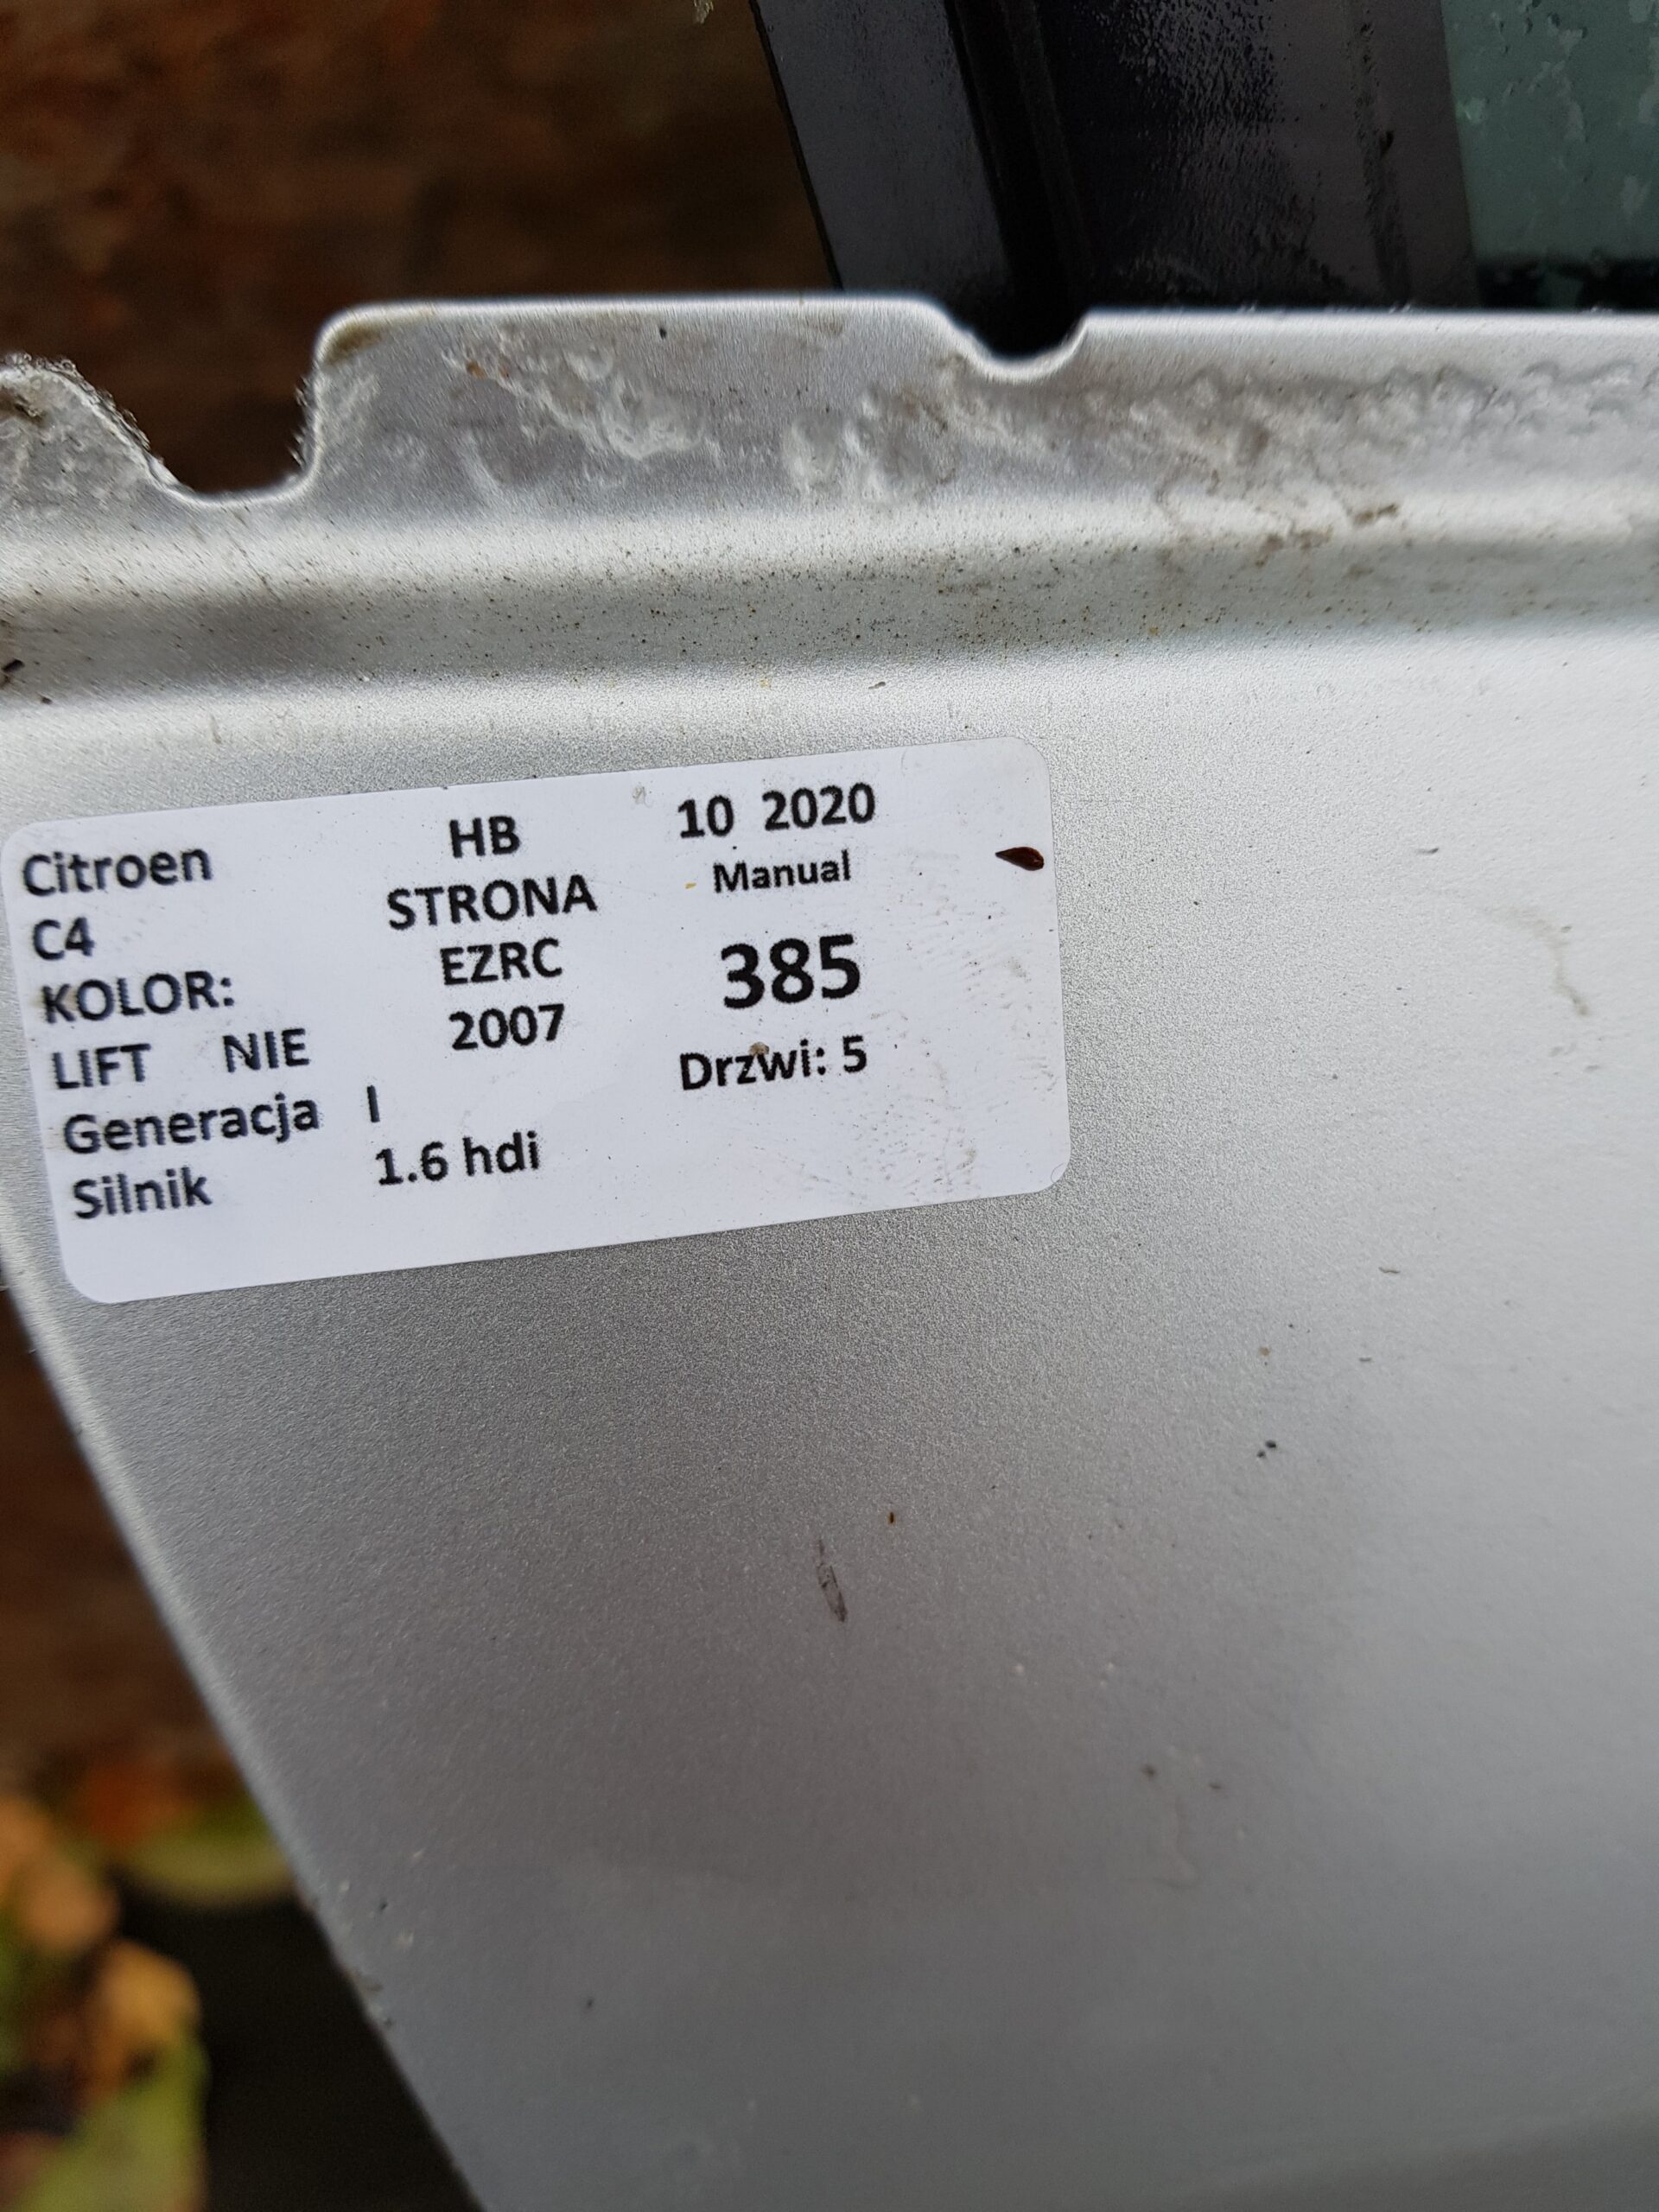 Citroen HB 10 2020
C4 STRONA Manual
KOLOR: EZRC 385
LIFT NIE 2007
Generacja I Drzwi: 5
Silnik 1.6 hdi